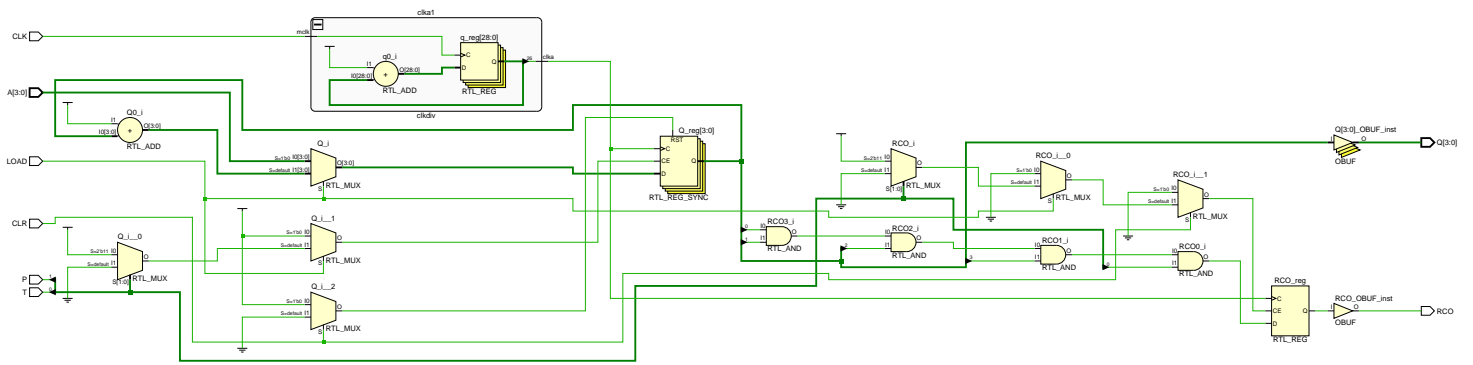 clka1
CLK
mclk
q0_i
I1
I0[28:0]
+
O[28:0]
RTL_ADD
q_reg[28:0]
C
D
Q
RTL_REG
clka
clkdiv
A[3:0]
Q0_i
I1
I0[3:0]
+
O[3:0]
RTL_ADD
LOAD
Q_i
S=1'b0 I0[3:0]
S=default I1[3:0]
O[3:0]
S
RTL_MUX
Q_reg[3:0]
RST
C
CE
D
Q
RTL_REG_SYNC
CLR
Q_i__0
S=2'b11 I0
S=default I1
O
S[1:0]
RTL_MUX
P
T
Q_i__1
S=1'b0 I0
S=default I1
O
S
RTL_MUX
Q_i__2
S=1'b0 I0
S=default I1
O
S
RTL_MUX
RCO_i
S=2'b11 I0
S=default I1
O
S[1:0]
RTL_MUX
RCO_i__0
S=1'b0 I0
S=default I1
O
S
RTL_MUX
RCO_i__1
S=1'b0 I0
S=default I1
O
S
RTL_MUX
RCO3_i
I0
I1
O
RTL_AND
RCO2_i
I0
I1
O
RTL_AND
RCO1_i
I0
I1
O
RTL_AND
RCO0_i
I0
I1
O
RTL_AND
Q[3:0]_OBUF_inst
I
O
OBUF
Q[3:0]
RCO_reg
C
CE
D
Q
RTL_REG
RCO_OBUF_inst
I
O
OBUF
RCO